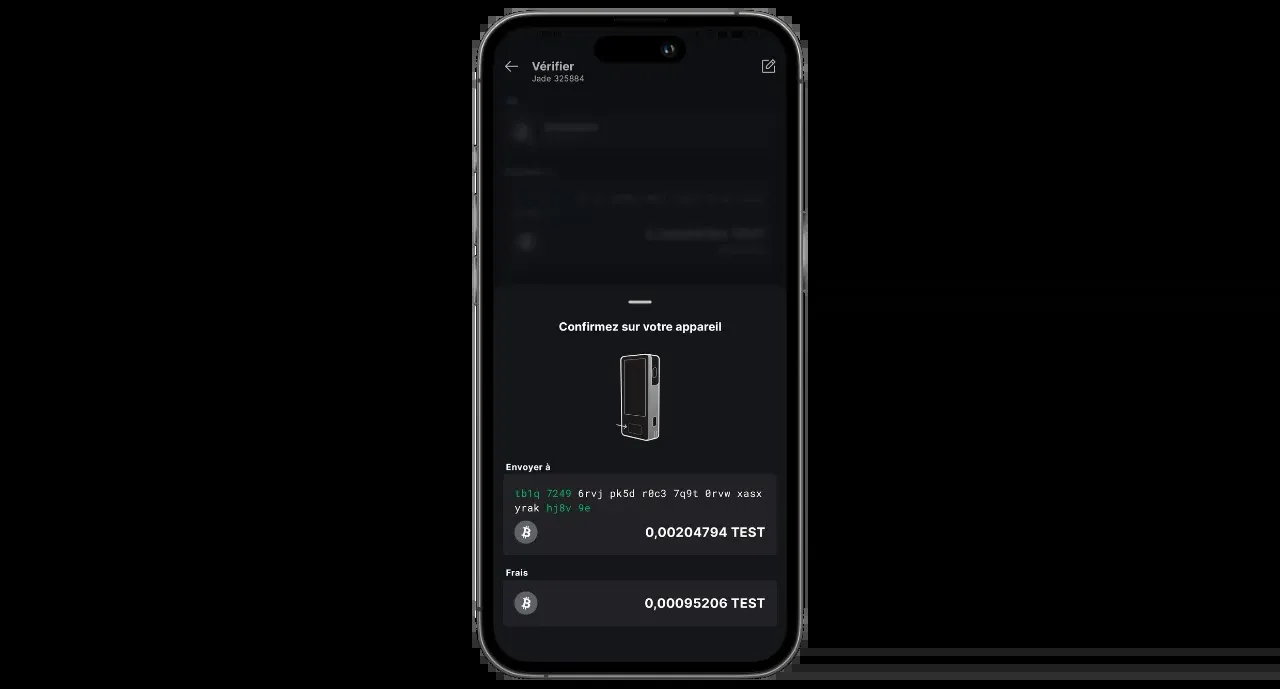 Vérifier
Jade 325884
Confirmez sur votre appareil
Envoyer à
tb1q 7249 6rvj pk5d r0c3 7q9t 0rvw xasx
yrak hj8v 9e
0,00204794 TEST
Frais
0,00095206 TEST